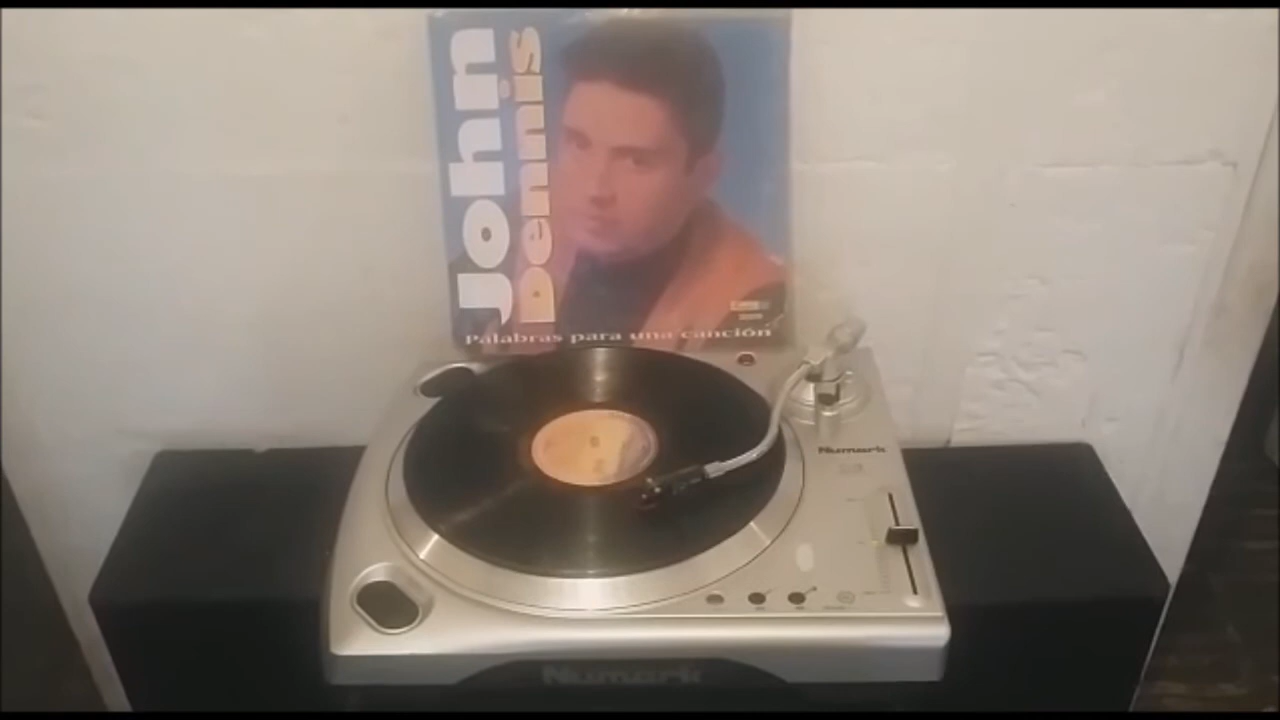 John
Dennis
Palabras para una canción
Numark
Numark